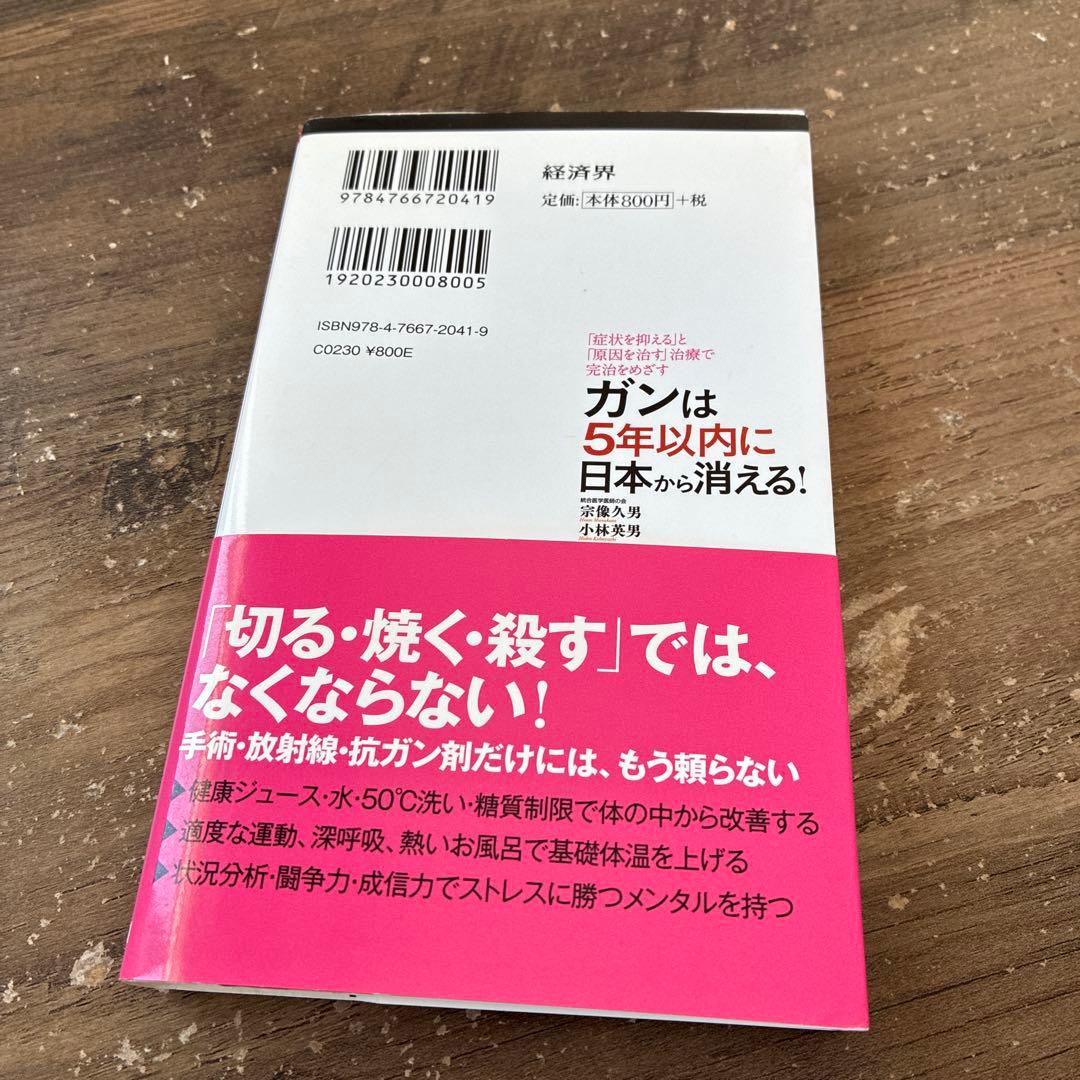 9784766720419
経済界
定価:本体800円+税
1920230008005
ISBN978-4-7667-2041-9
C0230 ¥800E
「症状を抑える」と
「原因を治す」治療で
完治をめざす
ガンは
5年以内に
日本から消える!
統合医学医師の会
宗像久男
Hisao Munakata
小林英男
Hideo Kobayashi
「切る・焼く・殺す」では、
なくならない!
手術・放射線・抗ガン剤だけには、もう頼らない
健康ジュース・水・50℃洗い・糖質制限で体の中から改善する
適度な運動、深呼吸、熱いお風呂で基礎体温を上げる
状況分析・闘争力・成信力でストレスに勝つメンタルを持つ